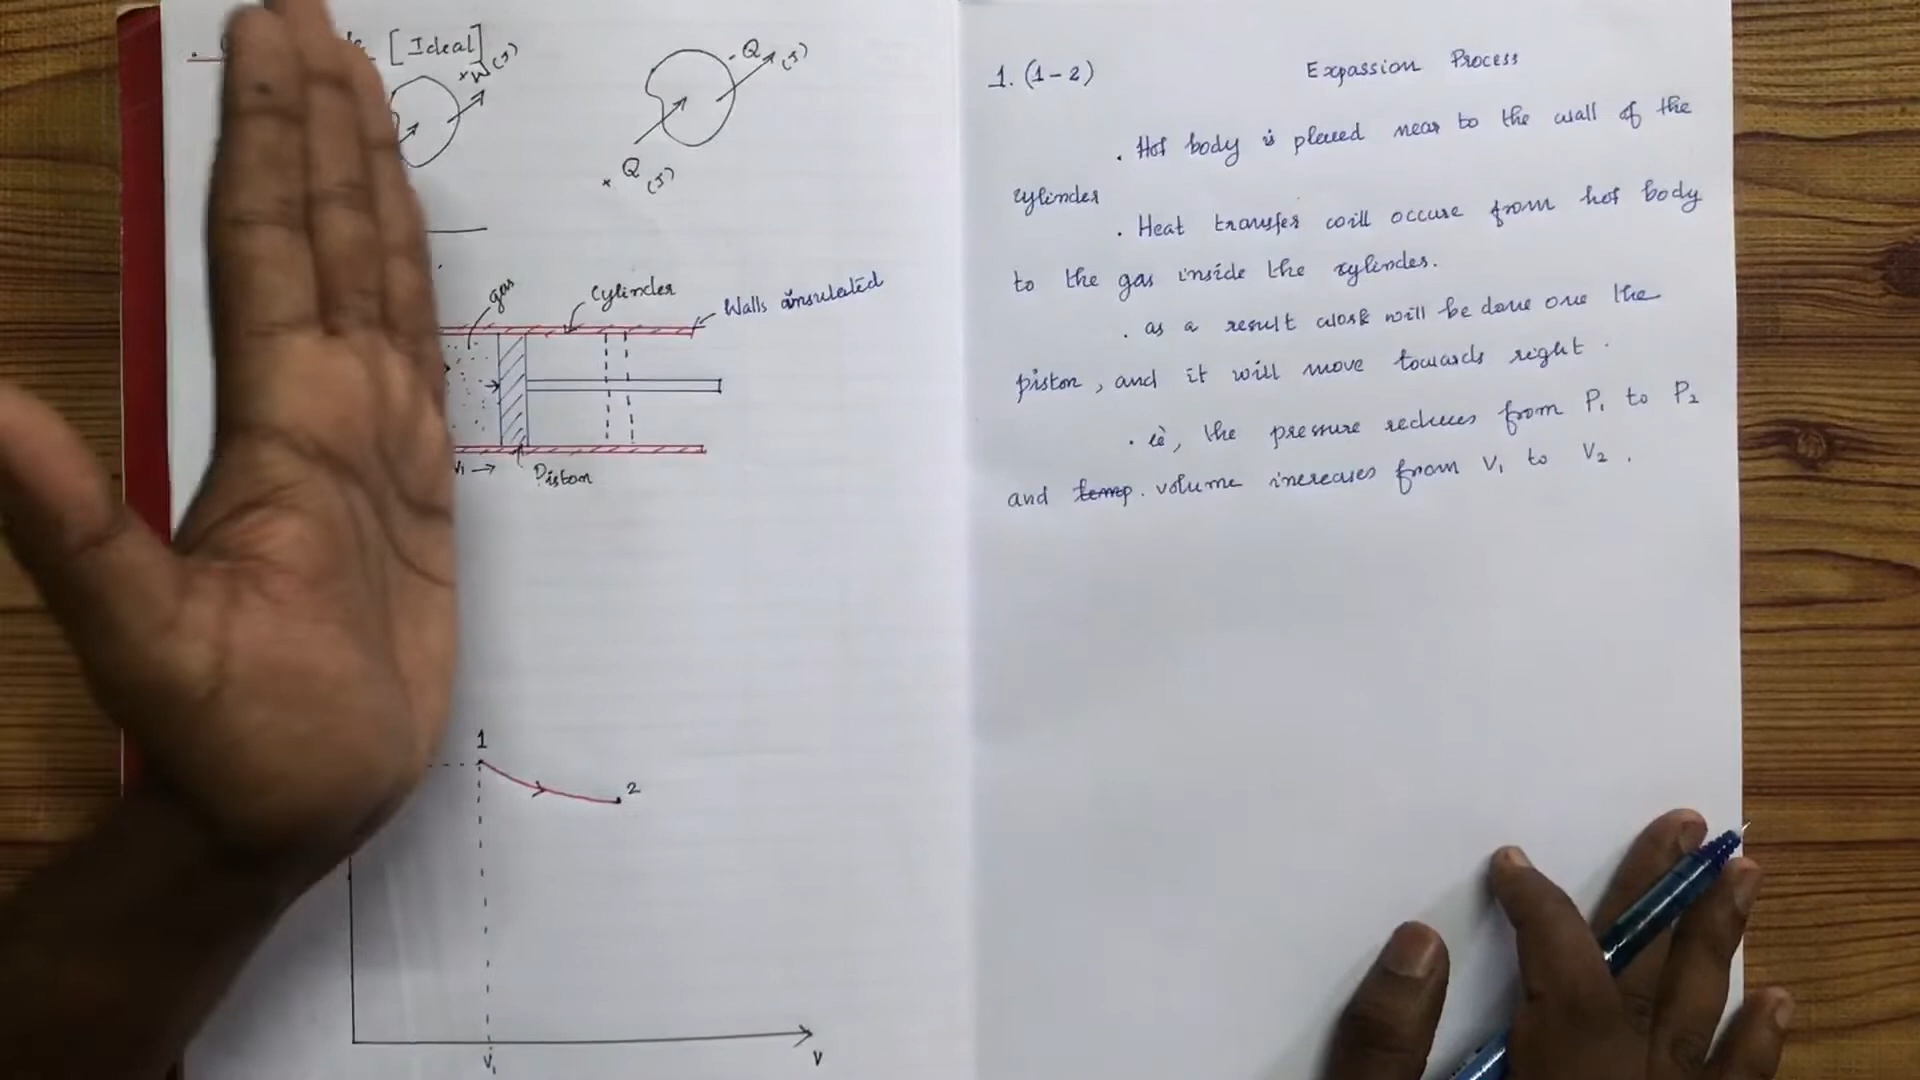 [Ideal]
+W(J)
-Q (J)
+ Q (J)
gas
Cylinder
Walls insulated
V1 →
Piston
1
2
V1
V
1. (1-2)
Expassion Process
. Hot body is placed near to the wall of the
cylinder
. Heat transfer will occure from hot body
to the gas inside the cylinder.
. as a result work will be done one the
piston, and it will move towards right.
. ie, the pressure reduces from P1 to P2
and temp. volume increases from V1 to V2.